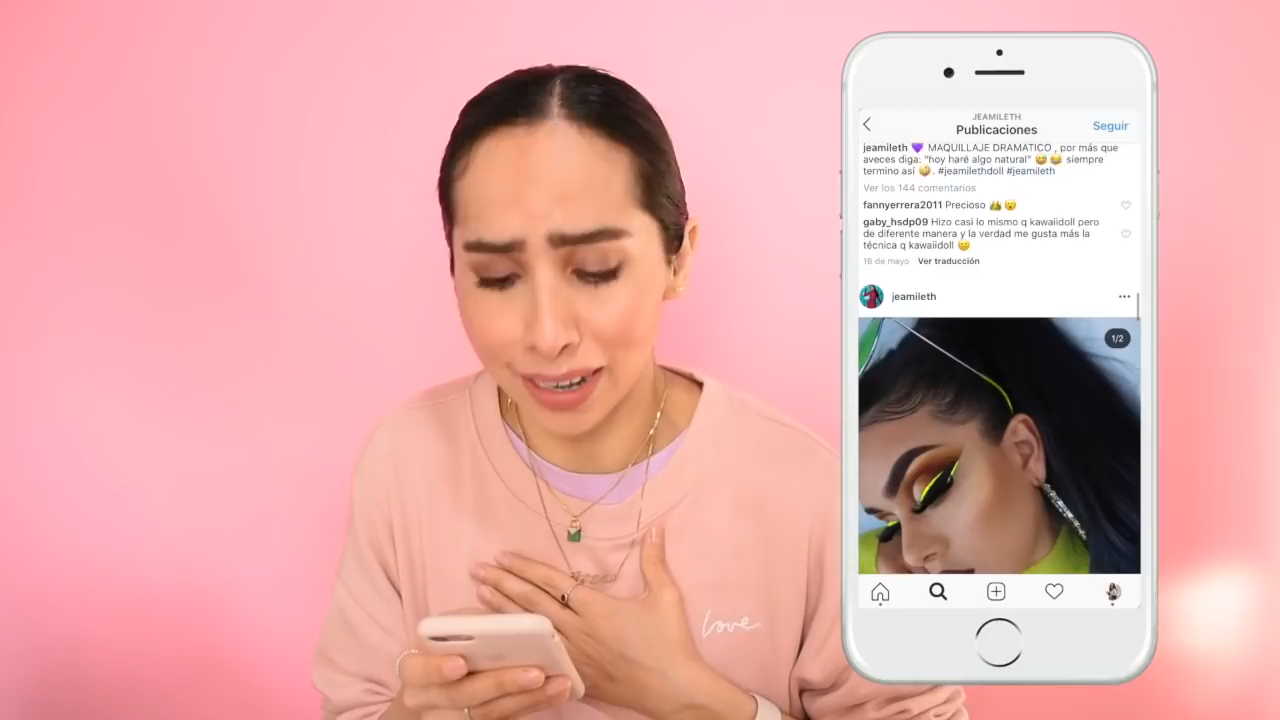 JEAMILETH
Publicaciones
Seguir
jeamileth 💜 MAQUILLAJE DRAMATICO , por más que
aveces diga: "hoy haré algo natural" 😅😂 siempre
termino así 🤪. #jeamilethdoll #jeamileth
Ver los 144 comentarios
fannyerrera2011 Precioso 🙌😮
gaby_hsdp09 Hizo casi lo mismo q kawaiidoll pero
de diferente manera y la verdad me gusta más la
técnica q kawaiidoll 😊
16 de mayo Ver traducción
jeamileth
1/2
love